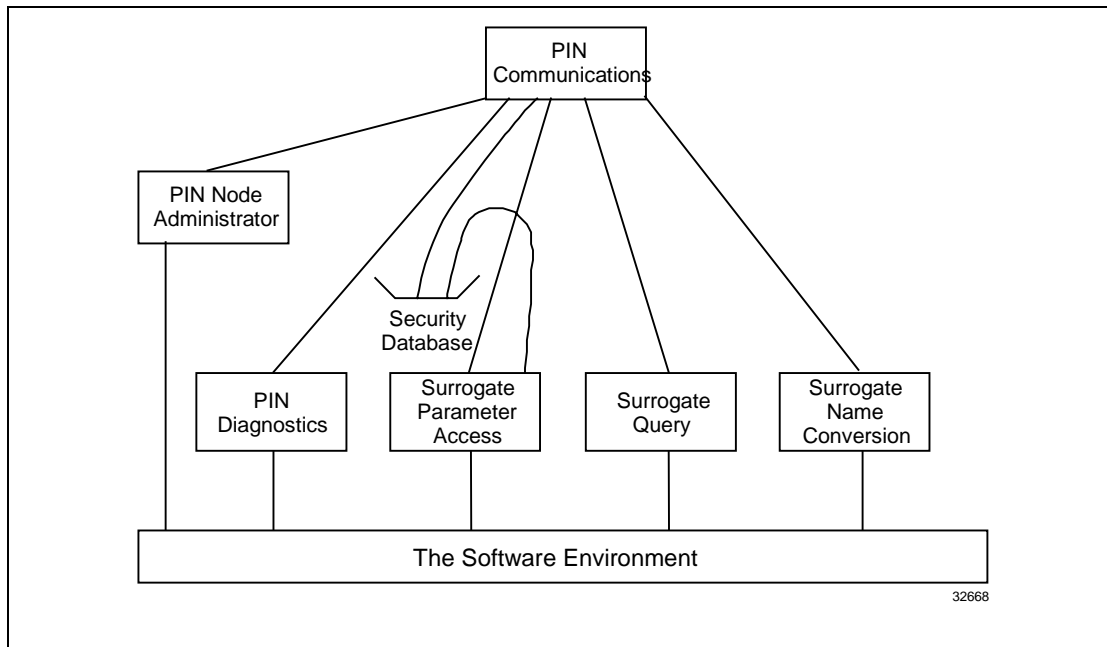 PIN
Communications
PIN Node
Administrator
Security
Database
PIN
Diagnostics
Surrogate
Parameter
Access
Surrogate
Query
Surrogate
Name
Conversion
The Software Environment
32668